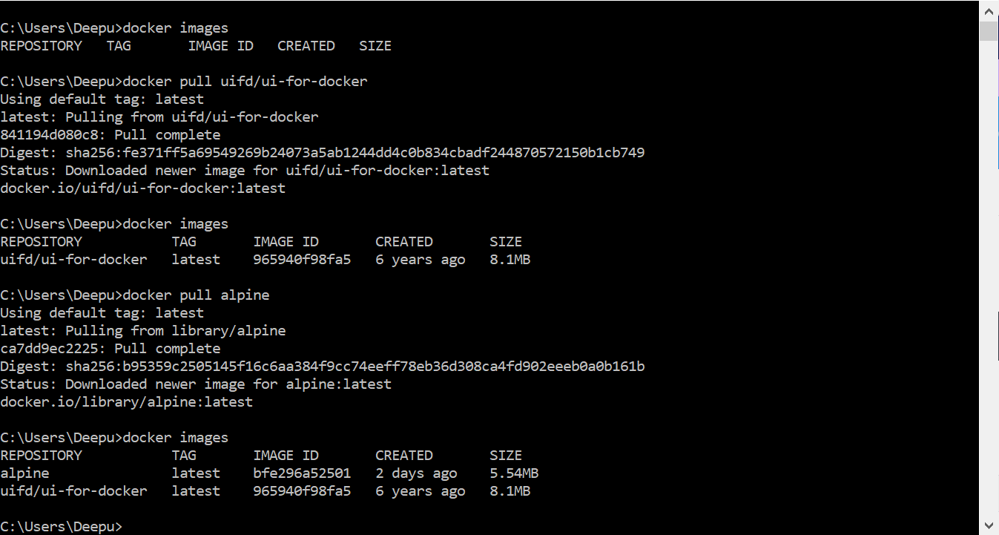 C:\Users\Deepu>docker images
REPOSITORY   TAG       IMAGE ID   CREATED   SIZE
C:\Users\Deepu>docker pull uifd/ui-for-docker
Using default tag: latest
latest: Pulling from uifd/ui-for-docker
841194d080c8: Pull complete
Digest: sha256:fe371ff5a69549269b24073a5ab1244dd4c0b834cbadf244870572150b1cb749
Status: Downloaded newer image for uifd/ui-for-docker:latest
docker.io/uifd/ui-for-docker:latest
C:\Users\Deepu>docker images
REPOSITORY           TAG       IMAGE ID       CREATED       SIZE
uifd/ui-for-docker   latest    965940f98fa5   6 years ago   8.1MB
C:\Users\Deepu>docker pull alpine
Using default tag: latest
latest: Pulling from library/alpine
ca7dd9ec2225: Pull complete
Digest: sha256:b95359c2505145f16c6aa384f9cc74eeff78eb36d308ca4fd902eeeb0a0b161b
Status: Downloaded newer image for alpine:latest
docker.io/library/alpine:latest
C:\Users\Deepu>docker images
REPOSITORY           TAG       IMAGE ID       CREATED       SIZE
alpine               latest    bfe296a52501   2 days ago    5.54MB
uifd/ui-for-docker   latest    965940f98fa5   6 years ago   8.1MB
C:\Users\Deepu>